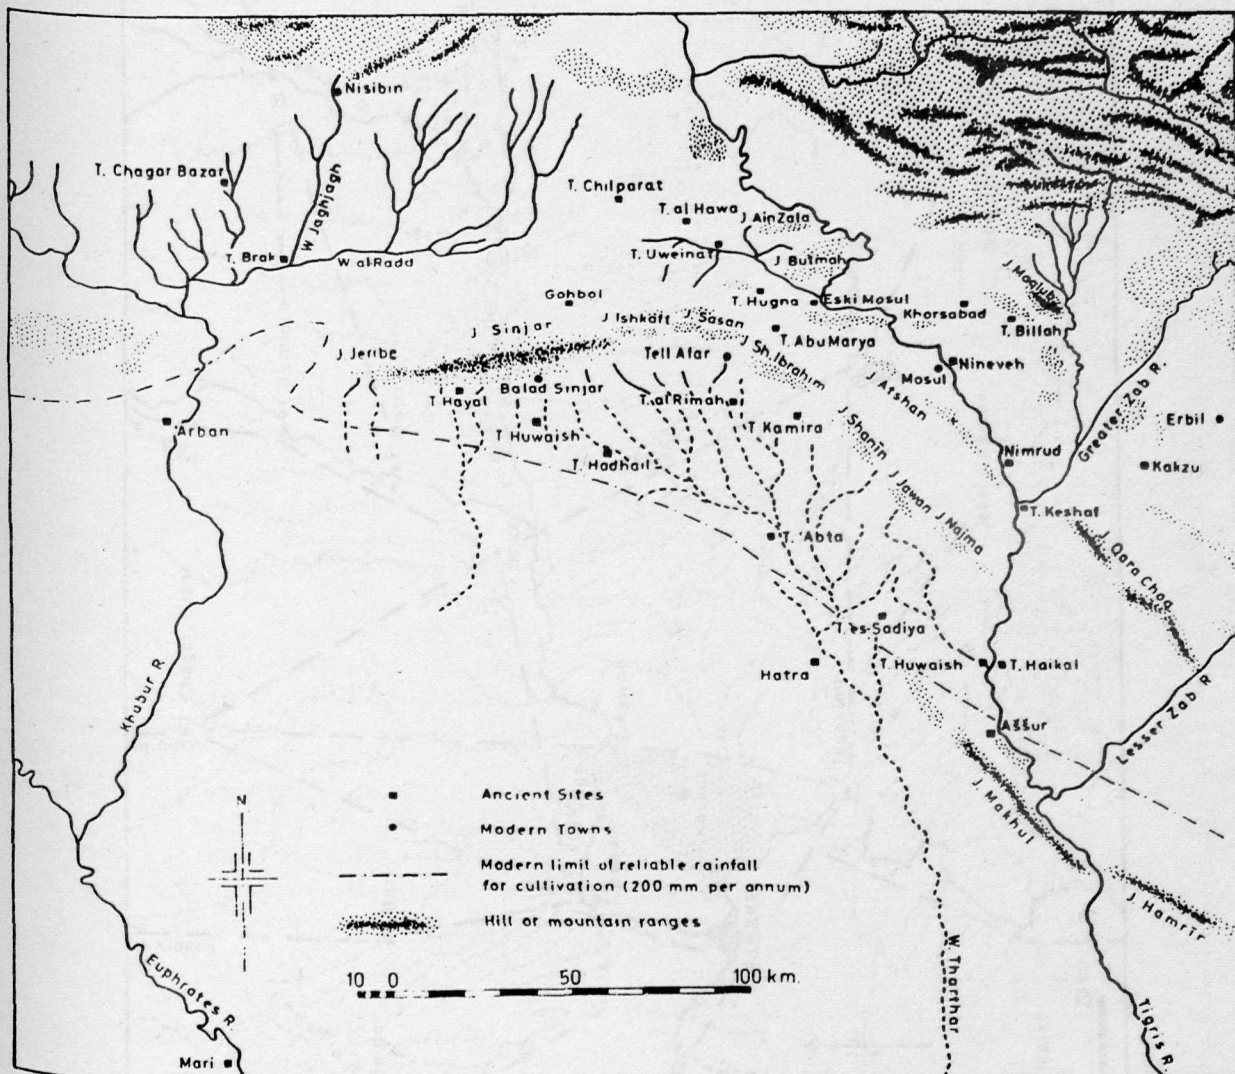 Nisibin
T. Chagar Bazar
W. Jaghjagh
T. Chilparat
T. al Hawa
J Ain Zala
T. Brak
W al-Radd
T. Uweinat
J Butmah
J. Maqlub
Gohbol
T. Hugna
Eski Mosul
Khorsabad
T. Billah
J Sinjar
J Ishkaft
J Sasan
T. Abu Marya
J. Jeribe
Tell Afar
J Sh. Ibrahim
Nineveh
Mosul
J Atshan
Greater Zab R.
T Hayal
Balad Sinjar
T. al Rimah
Arban
T Huwaish
T Kamira
J Shanin
Erbil
T. Hadhail
Nimrud
Kakzu
J Jawan
J Najma
T. Keshaf
T. 'Abta
J. Qara Choq
T. es-Sadiya
Hatra
T. Huwaish
T. Haikal
Khabur R.
Aššur
Lesser Zab R.
J. Makhul
N
Ancient Sites
Modern Towns
Modern limit of reliable rainfall
for cultivation (200 mm per annum)
Hill or mountain ranges
J. Hamrīr
10 0 50 100 km.
Euphrates R.
W. Tharthar
Tigris R.
Mari